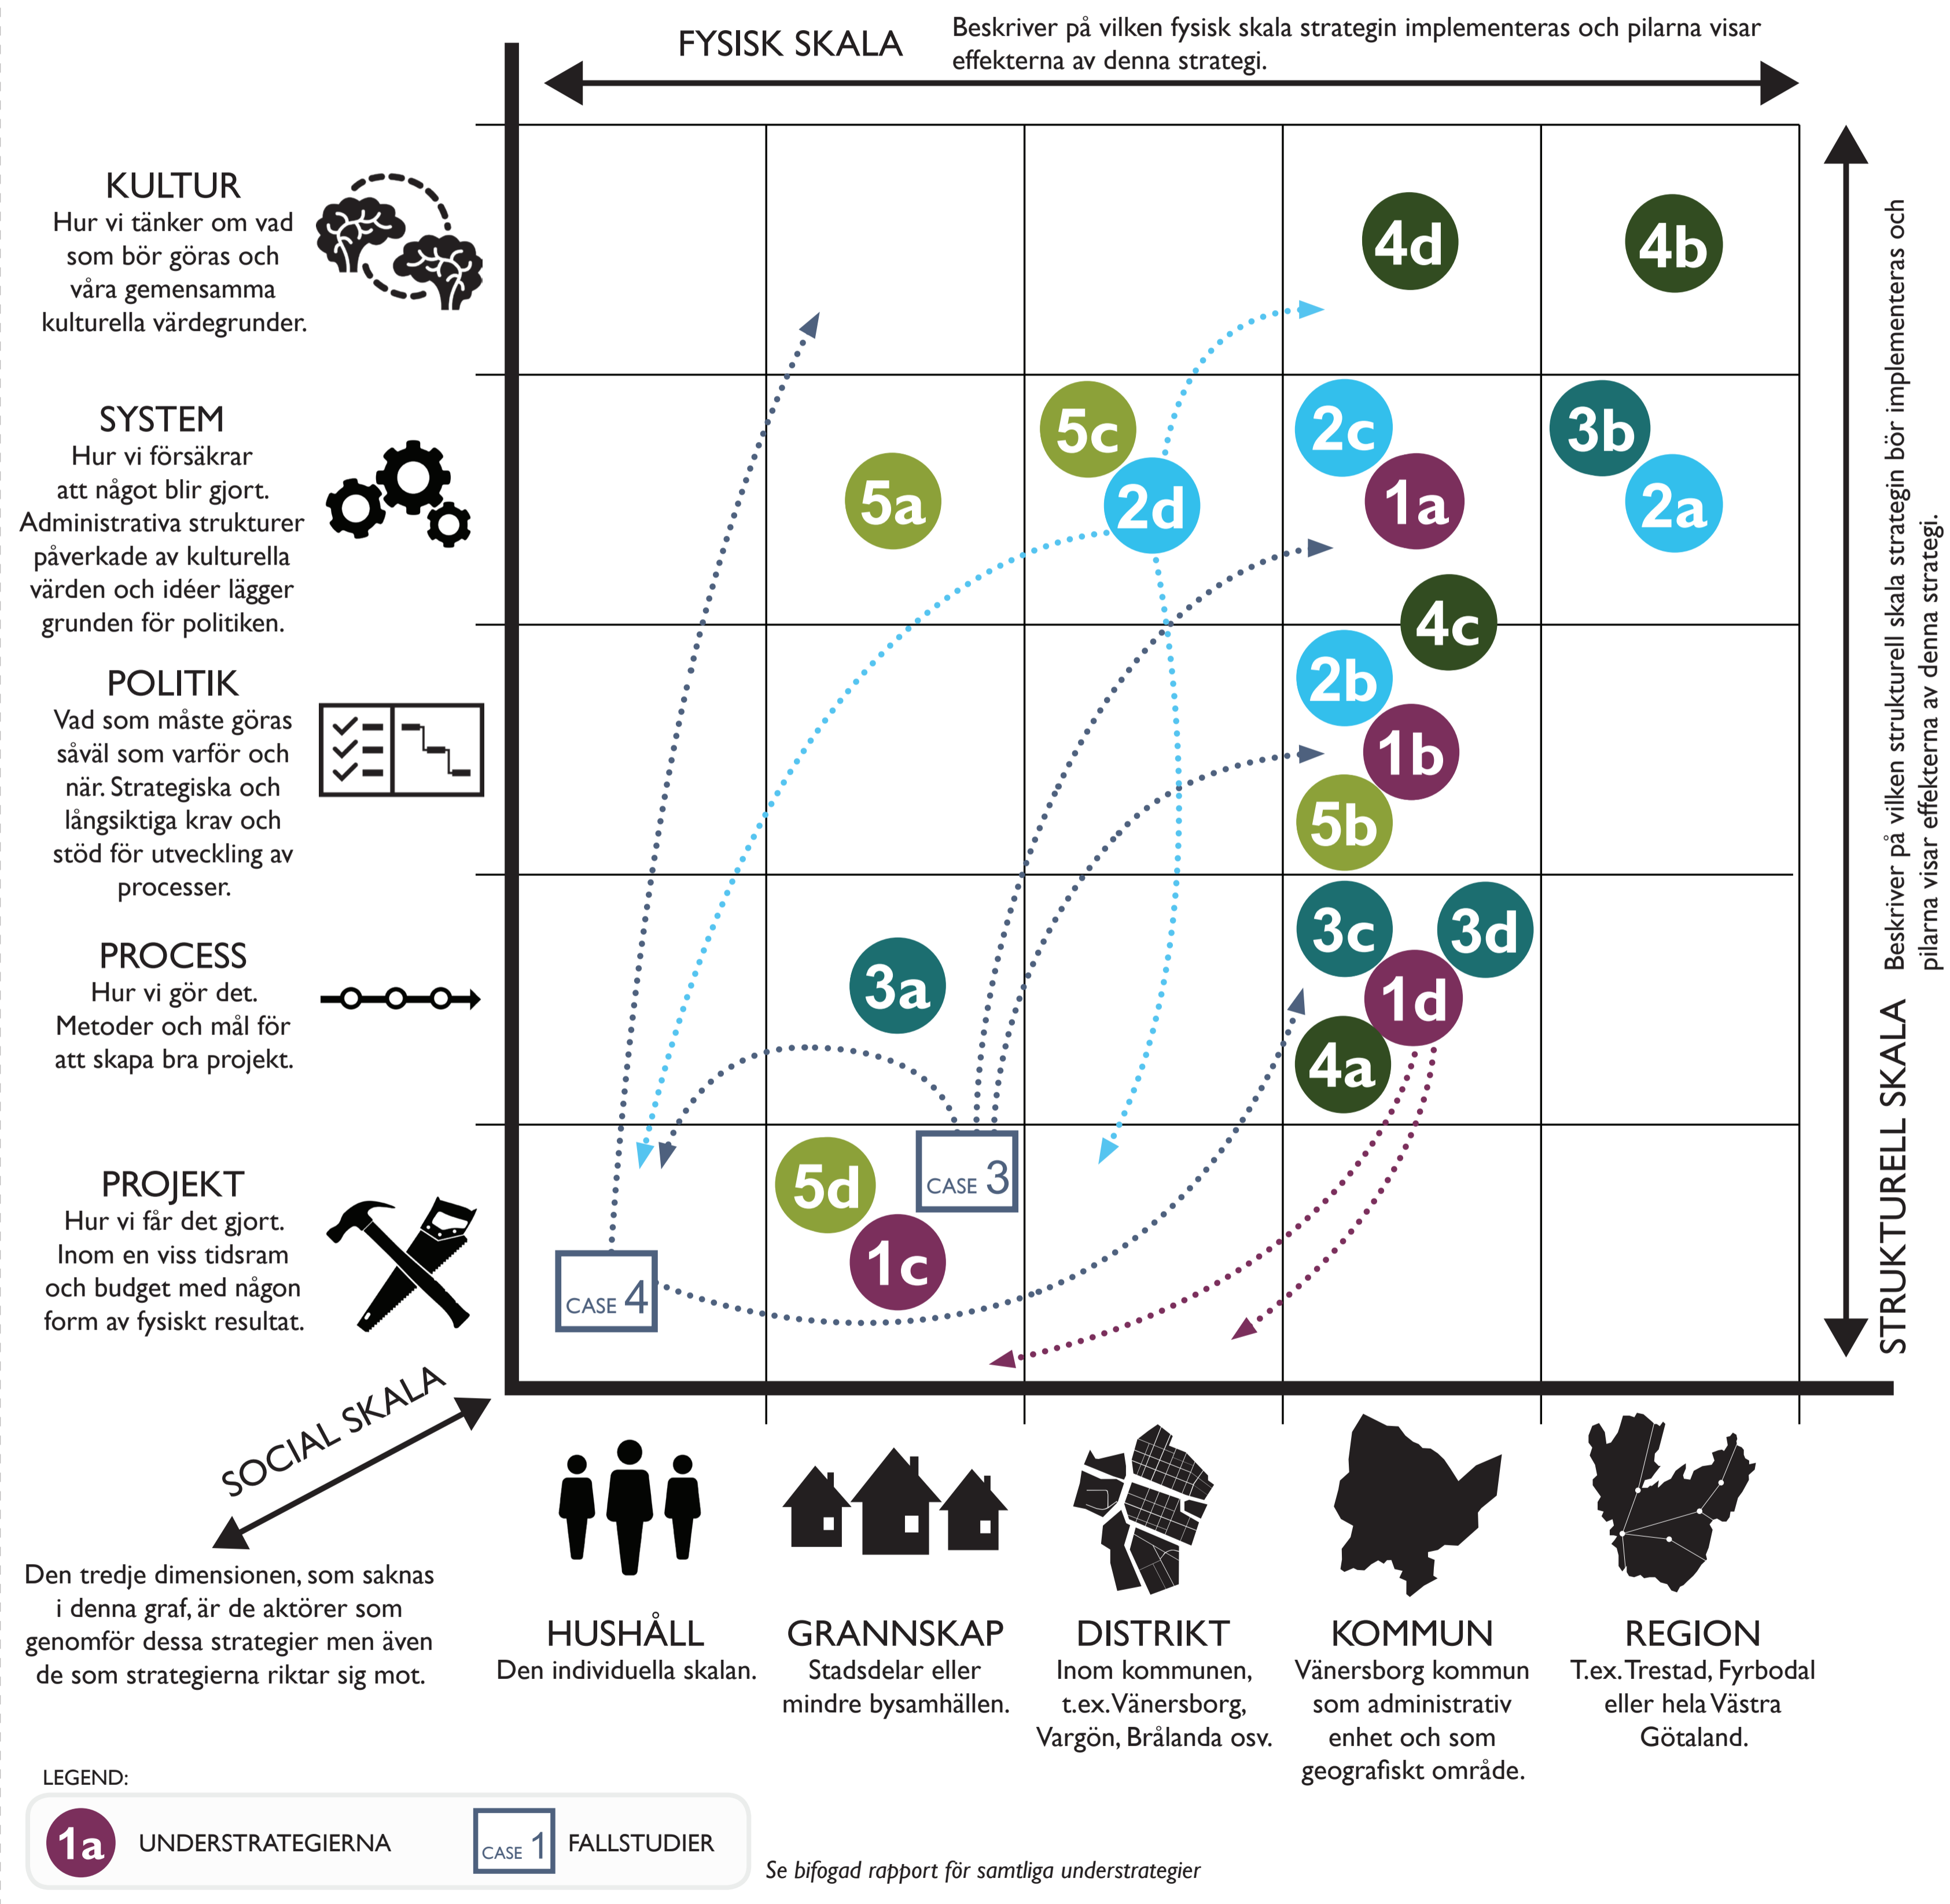 FYSISK SKALA
Beskriver på vilken fysisk skala strategin implementeras och pilarna visar
effekterna av denna strategi.
KULTUR
Hur vi tänker om vad
som bör göras och
våra gemensamma
kulturella värdegrunder.
4d
4b
SYSTEM
Hur vi försäkrar
att något blir gjort.
Administrativa strukturer
påverkade av kulturella
värden och idéer lägger
grunden för politiken.
5c
2c
3b
5a
2d
1a
2a
4c
POLITIK
Vad som måste göras
såväl som varför och
när. Strategiska och
långsiktiga krav och
stöd för utveckling av
processer.
2b
1b
5b
PROCESS
Hur vi gör det.
Metoder och mål för
att skapa bra projekt.
3c
3d
3a
1d
4a
PROJEKT
Hur vi får det gjort.
Inom en viss tidsram
och budget med någon
form av fysiskt resultat.
5d
CASE 3
1c
CASE 4
STRUKTURELL SKALA
Beskriver på vilken strukturell skala strategin bör implementeras och
pilarna visar effekterna av denna strategi.
SOCIAL SKALA
Den tredje dimensionen, som saknas
i denna graf, är de aktörer som
genomför dessa strategier men även
de som strategierna riktar sig mot.
HUSHÅLL
Den individuella skalan.
GRANNSKAP
Stadsdelar eller
mindre bysamhällen.
DISTRIKT
Inom kommunen,
t.ex. Vänersborg,
Vargön, Brålanda osv.
KOMMUN
Vänersborg kommun
som administrativ
enhet och som
geografiskt område.
REGION
T.ex. Trestad, Fyrbodal
eller hela Västra
Götaland.
LEGEND:
1a
UNDERSTRATEGIERNA
CASE 1
FALLSTUDIER
Se bifogad rapport för samtliga understrategier